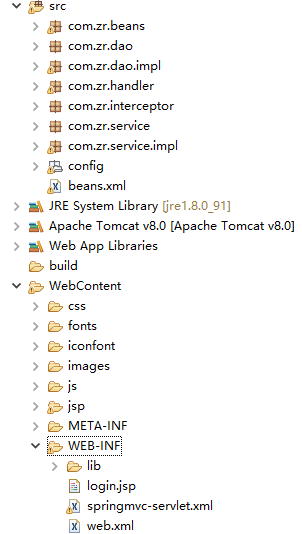 src
com.zr.beans
com.zr.dao
com.zr.dao.impl
com.zr.handler
com.zr.interceptor
com.zr.service
com.zr.service.impl
config
beans.xml
JRE System Library [jre1.8.0_91]
Apache Tomcat v8.0 [Apache Tomcat v8.0]
Web App Libraries
build
WebContent
css
fonts
iconfont
images
js
jsp
META-INF
WEB-INF
lib
login.jsp
springmvc-servlet.xml
web.xml